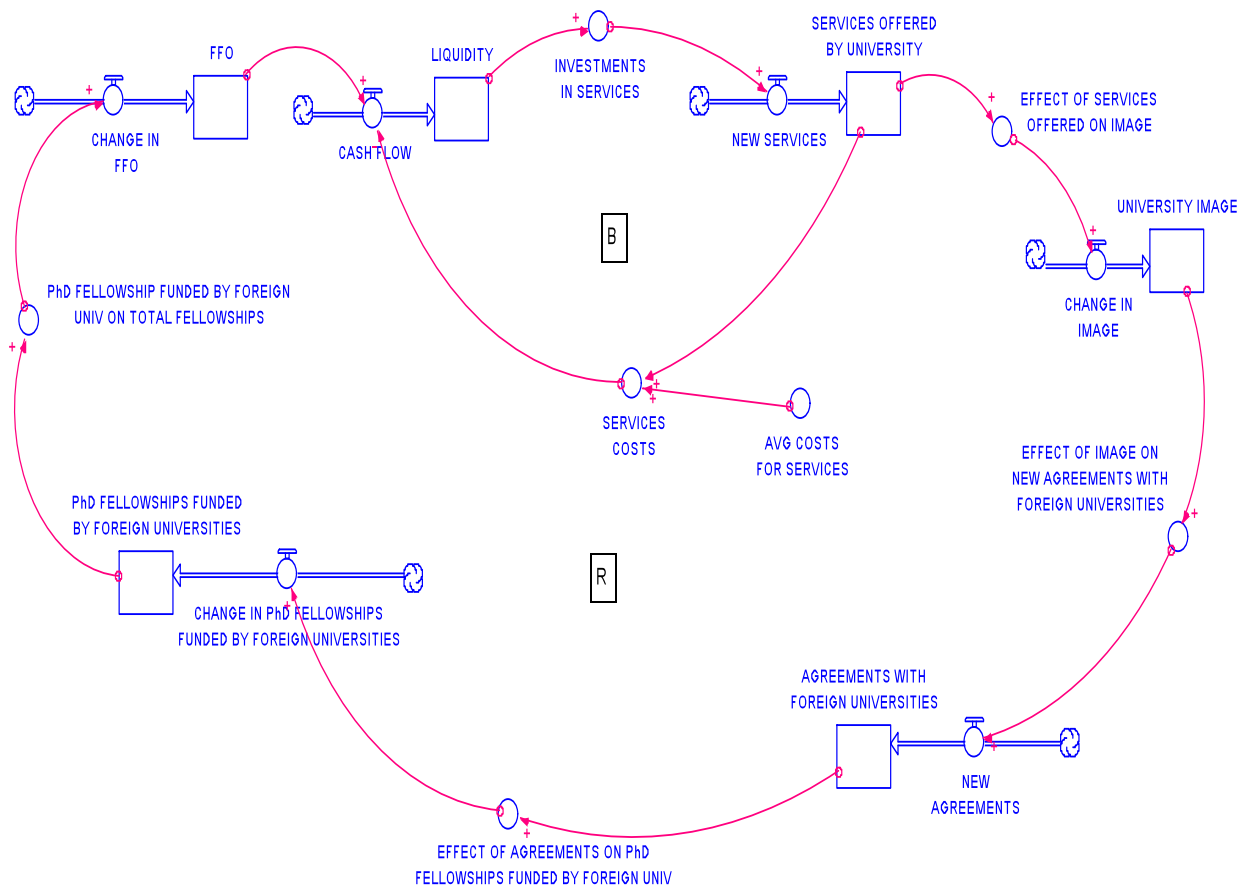 SERVICES OFFERED
BY UNIVERSITY
FFO
LIQUIDITY
+
INVESTMENTS
IN SERVICES
+
+
+
+
EFFECT OF SERVICES
OFFERED ON IMAGE
CHANGE IN
FFO
CASH FLOW
-
NEW SERVICES
UNIVERSITY IMAGE
B
+
CHANGE IN
IMAGE
PhD FELLOWSHIP FUNDED BY FOREIGN
UNIV ON TOTAL FELLOWSHIPS
+
+
+
SERVICES
COSTS
AVG COSTS
FOR SERVICES
EFFECT OF IMAGE ON
NEW AGREEMENTS WITH
FOREIGN UNIVERSITIES
+
PhD FELLOWSHIPS FUNDED
BY FOREIGN UNIVERSITIES
R
+
CHANGE IN PhD FELLOWSHIPS
FUNDED BY FOREIGN UNIVERSITIES
AGREEMENTS WITH
FOREIGN UNIVERSITIES
+
NEW
AGREEMENTS
+
EFFECT OF AGREEMENTS ON PhD
FELLOWSHIPS FUNDED BY FOREIGN UNIV